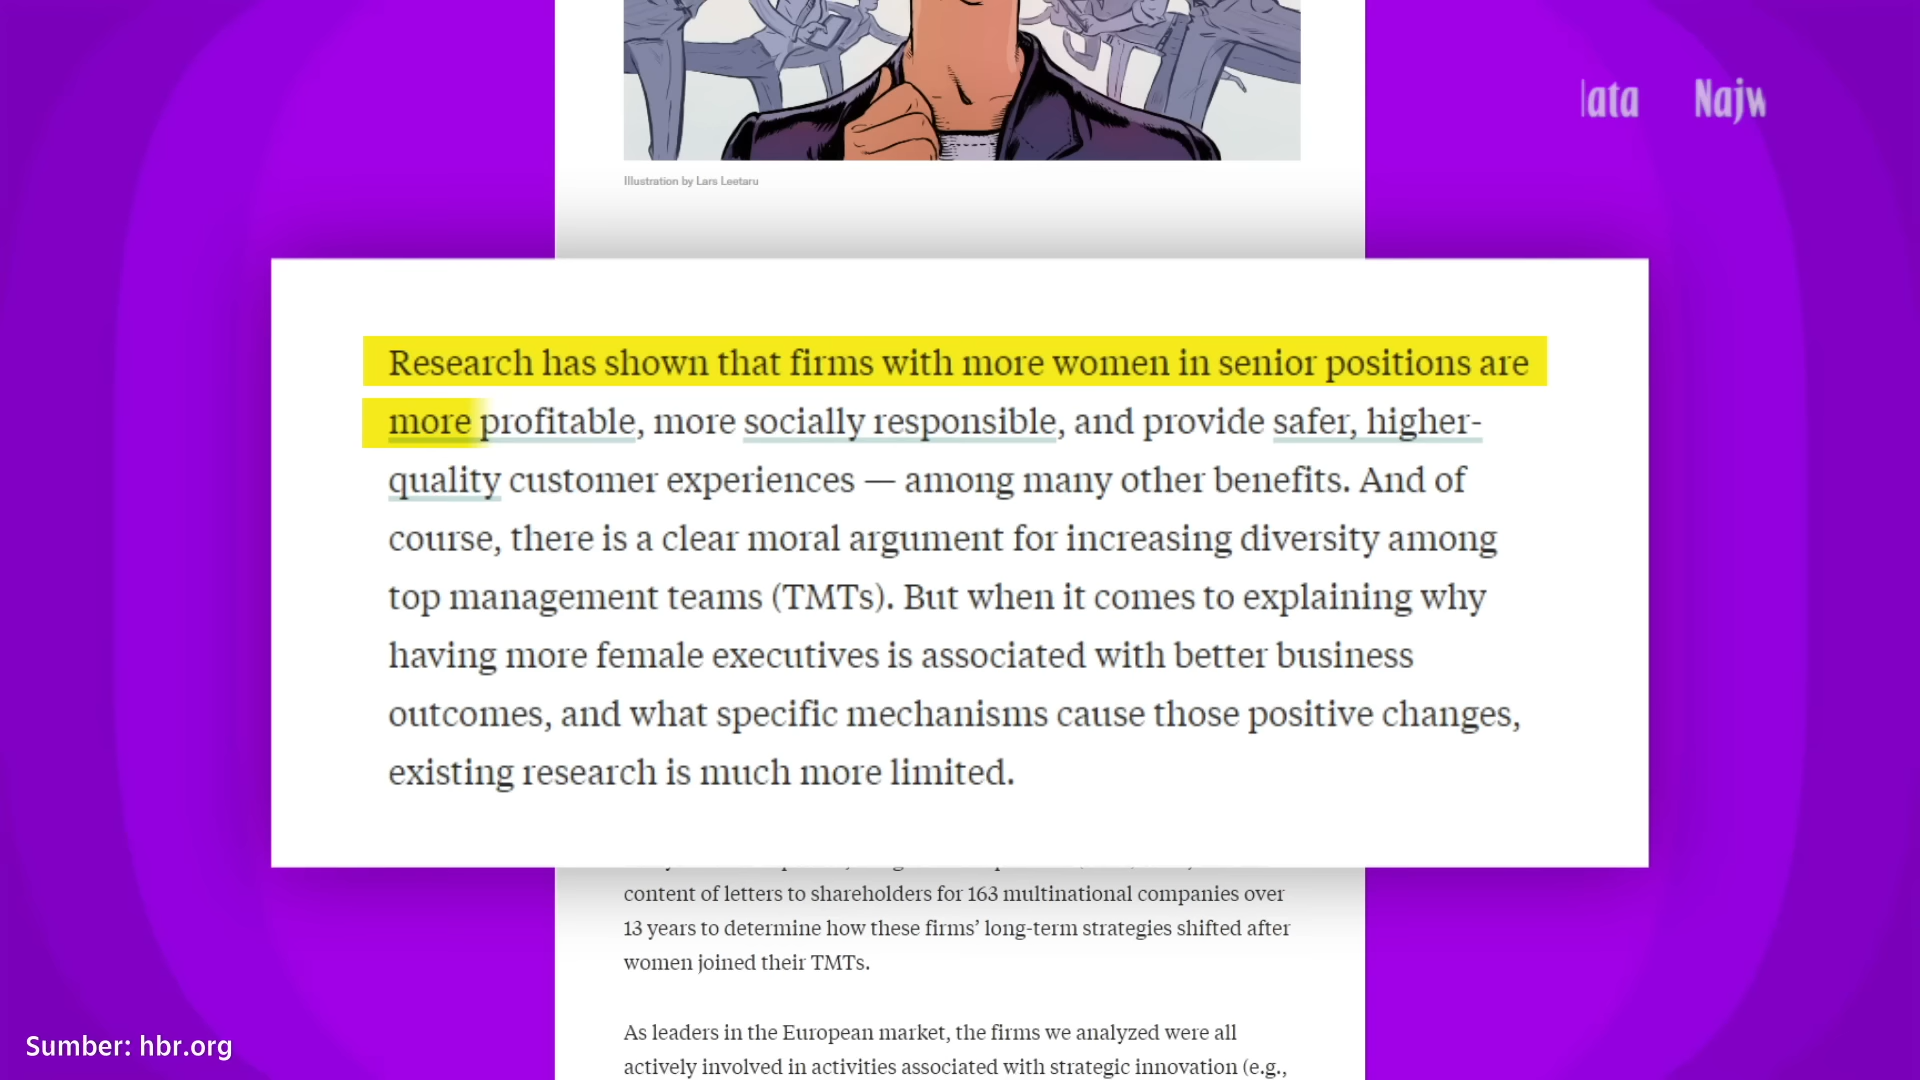 lata Najw
Illustration by Lars Leetaru
Research has shown that firms with more women in senior positions are
more profitable, more socially responsible, and provide safer, higher-
quality customer experiences — among many other benefits. And of
course, there is a clear moral argument for increasing diversity among
top management teams (TMTs). But when it comes to explaining why
having more female executives is associated with better business
outcomes, and what specific mechanisms cause those positive changes,
existing research is much more limited.
content of letters to shareholders for 163 multinational companies over
13 years to determine how these firms’ long-term strategies shifted after
women joined their TMTs.
As leaders in the European market, the firms we analyzed were all
actively involved in activities associated with strategic innovation (e.g.,
Sumber: hbr.org